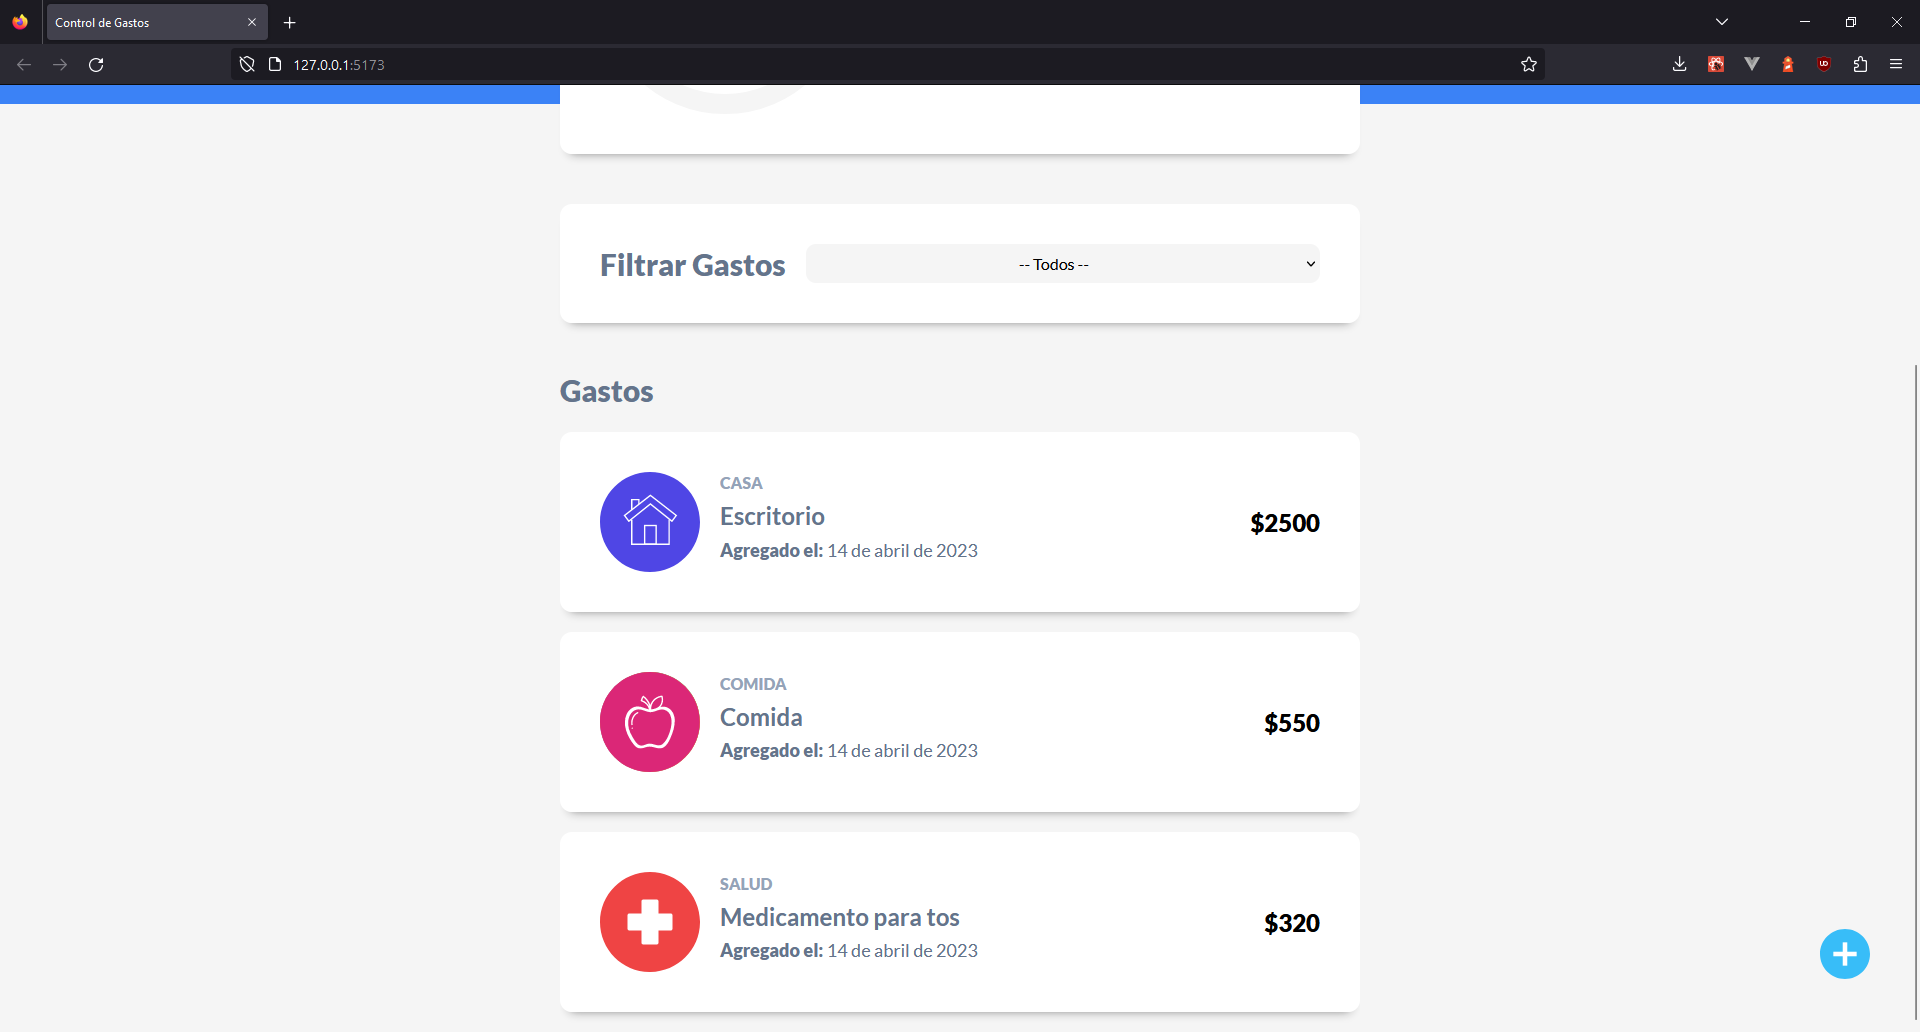 Control de Gastos
127.0.0.1:5173
Filtrar Gastos
-- Todos --
Gastos
CASA
Escritorio
$2500
Agregado el: 14 de abril de 2023
COMIDA
Comida
$550
Agregado el: 14 de abril de 2023
SALUD
Medicamento para tos
$320
Agregado el: 14 de abril de 2023